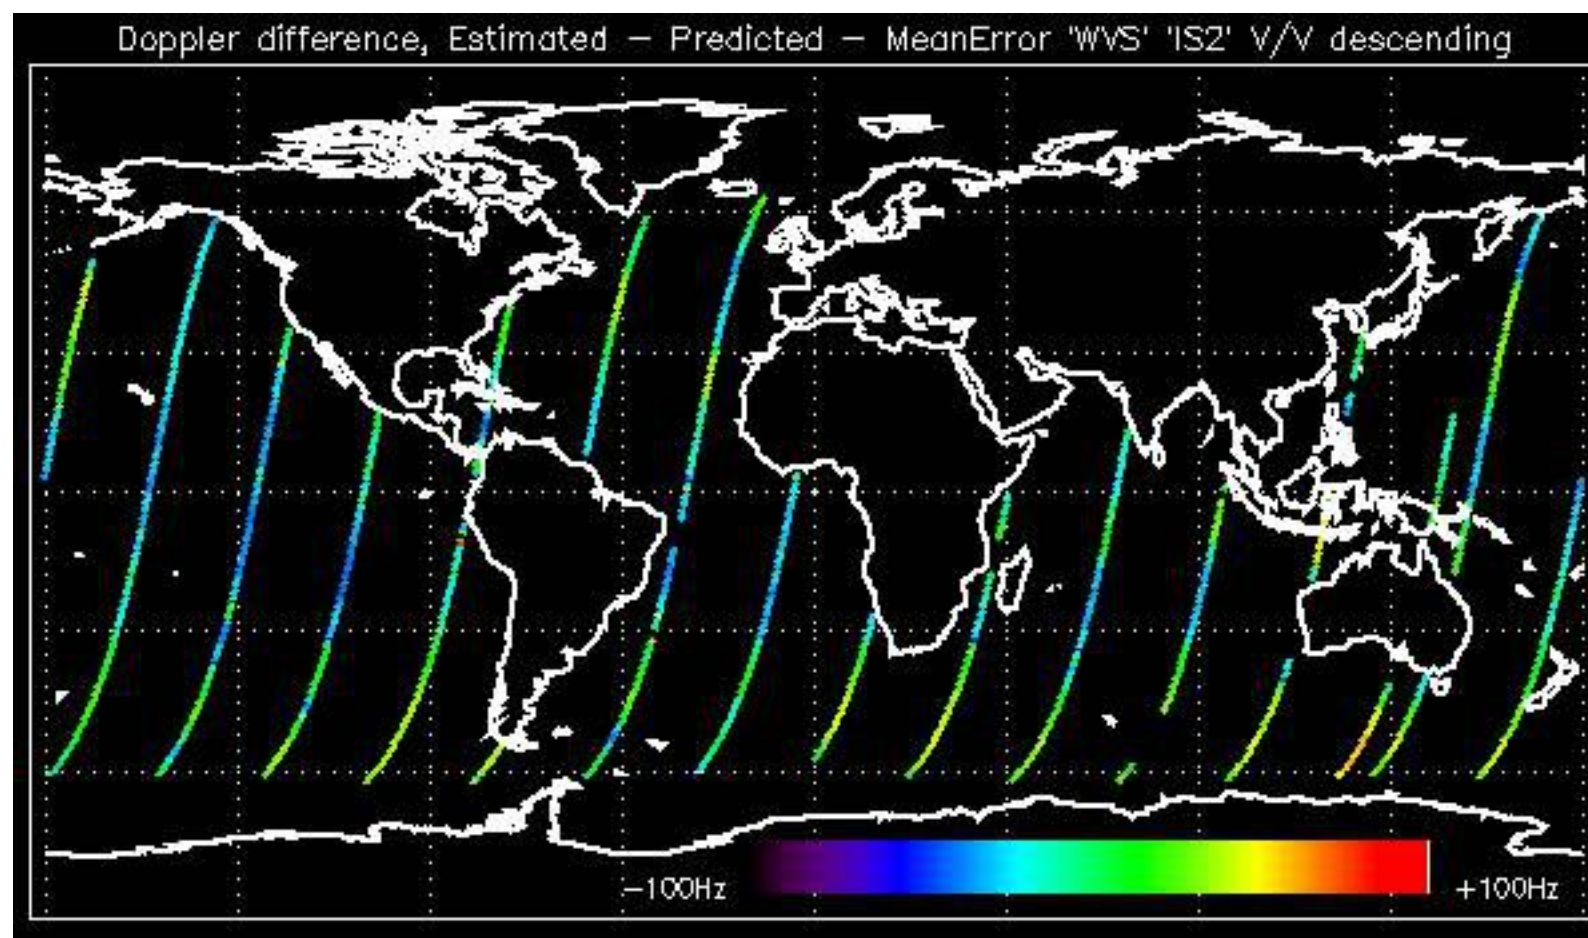 Doppler difference, Estimated – Predicted – MeanError 'WVS' 'IS2' V/V descending
-100Hz +100Hz